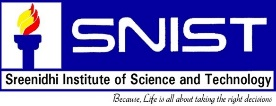 SNIST
Sreenidhi Institute of Science and Technology
Because, Life is all about taking the right decisions